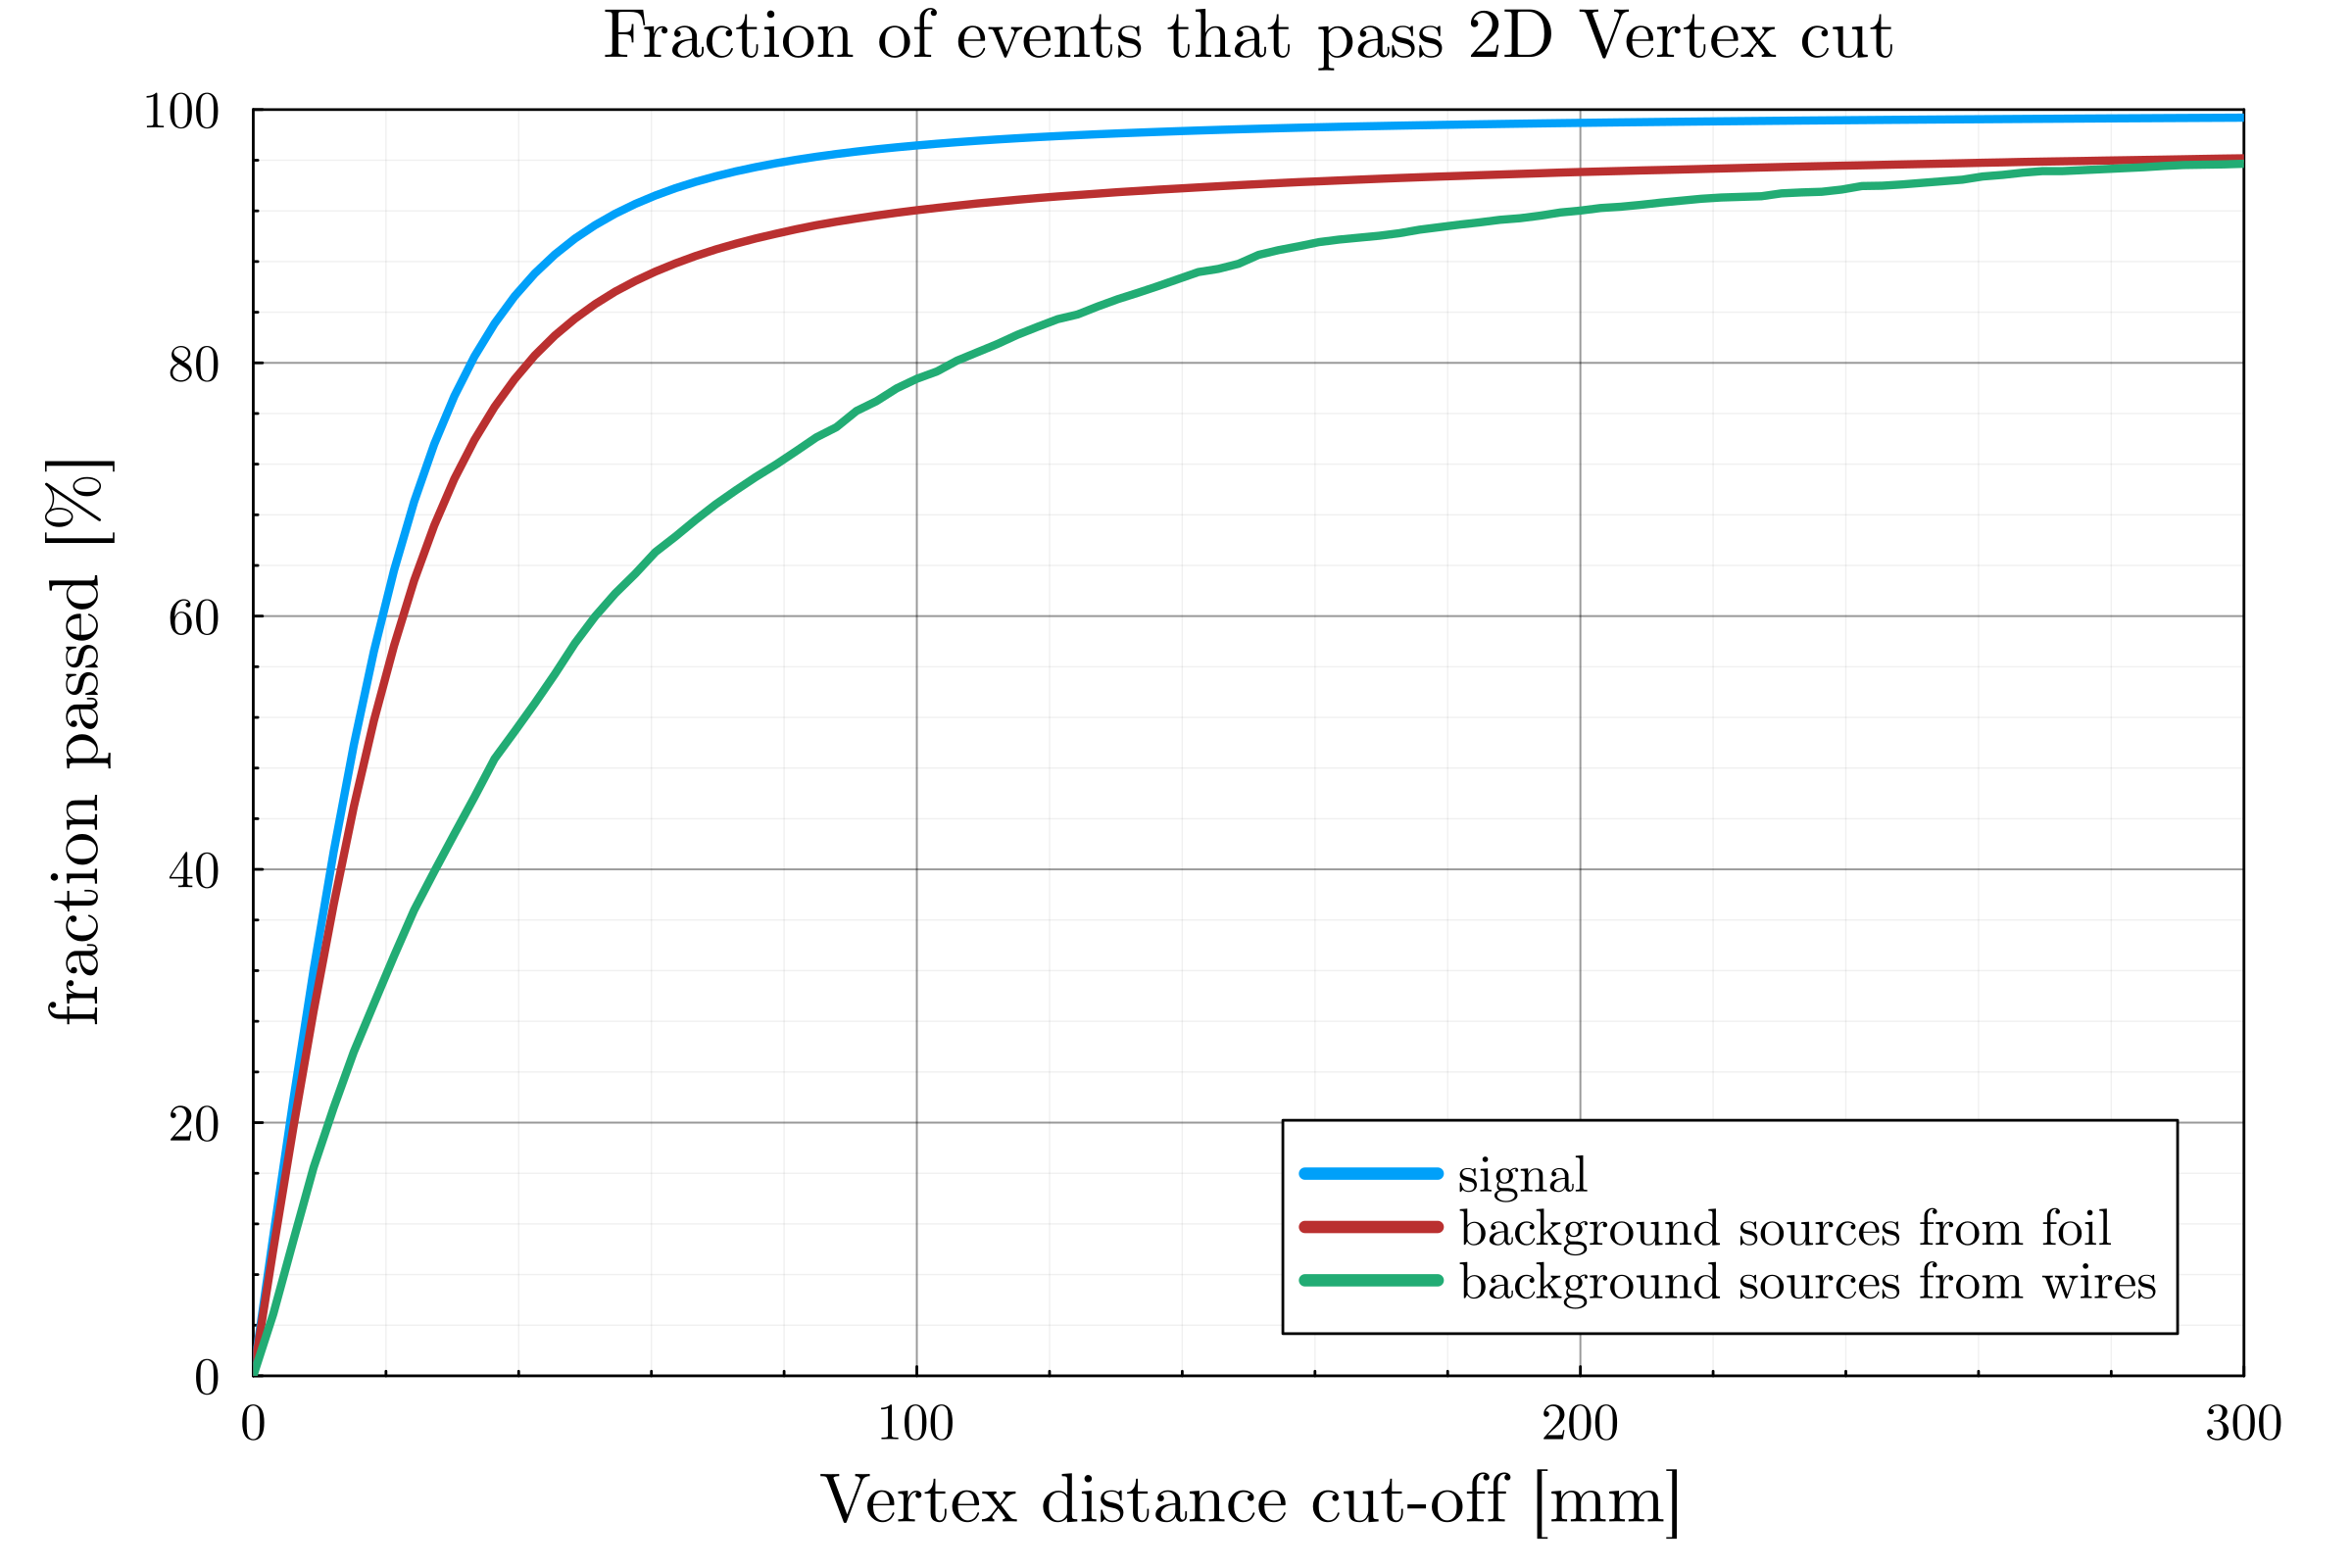 Fraction of events that pass 2D Vertex cut
100
80
60
40
20
0
fraction passed [%]
signal
background sources from foil
background sources from wires
0 100 200 300
Vertex distance cut-off [mm]